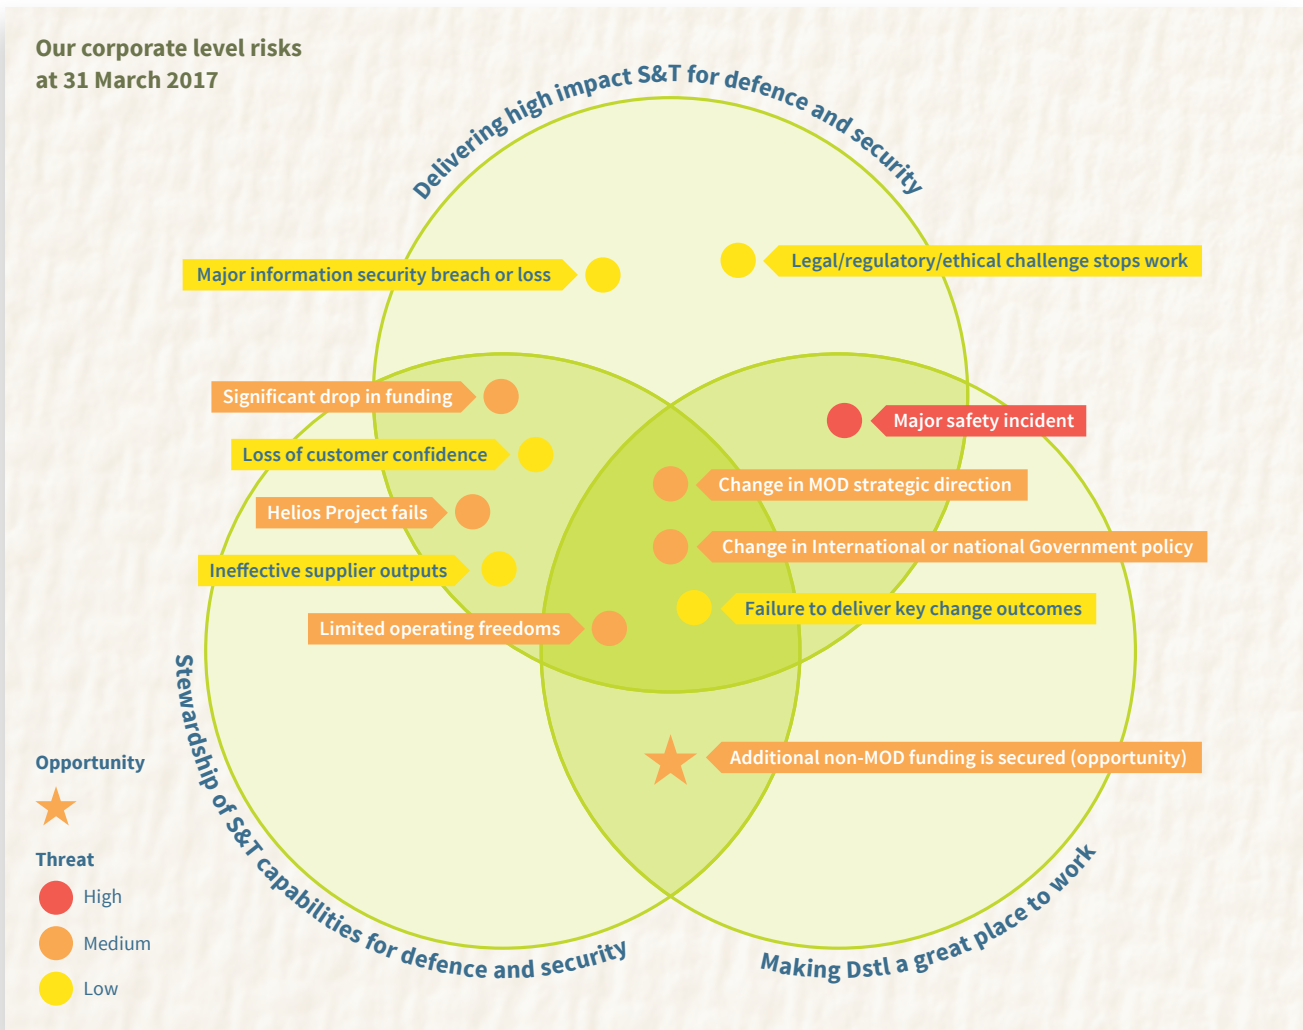 Our corporate level risks
at 31 March 2017
Delivering high impact S&T for defence and security
Major information security breach or loss
Legal/regulatory/ethical challenge stops work
Significant drop in funding
Major safety incident
Loss of customer confidence
Change in MOD strategic direction
Helios Project fails
Change in International or national Government policy
Ineffective supplier outputs
Failure to deliver key change outcomes
Limited operating freedoms
Additional non-MOD funding is secured (opportunity)
Stewardship of S&T capabilities for defence and security
Making Dstl a great place to work
Opportunity
Threat
High
Medium
Low